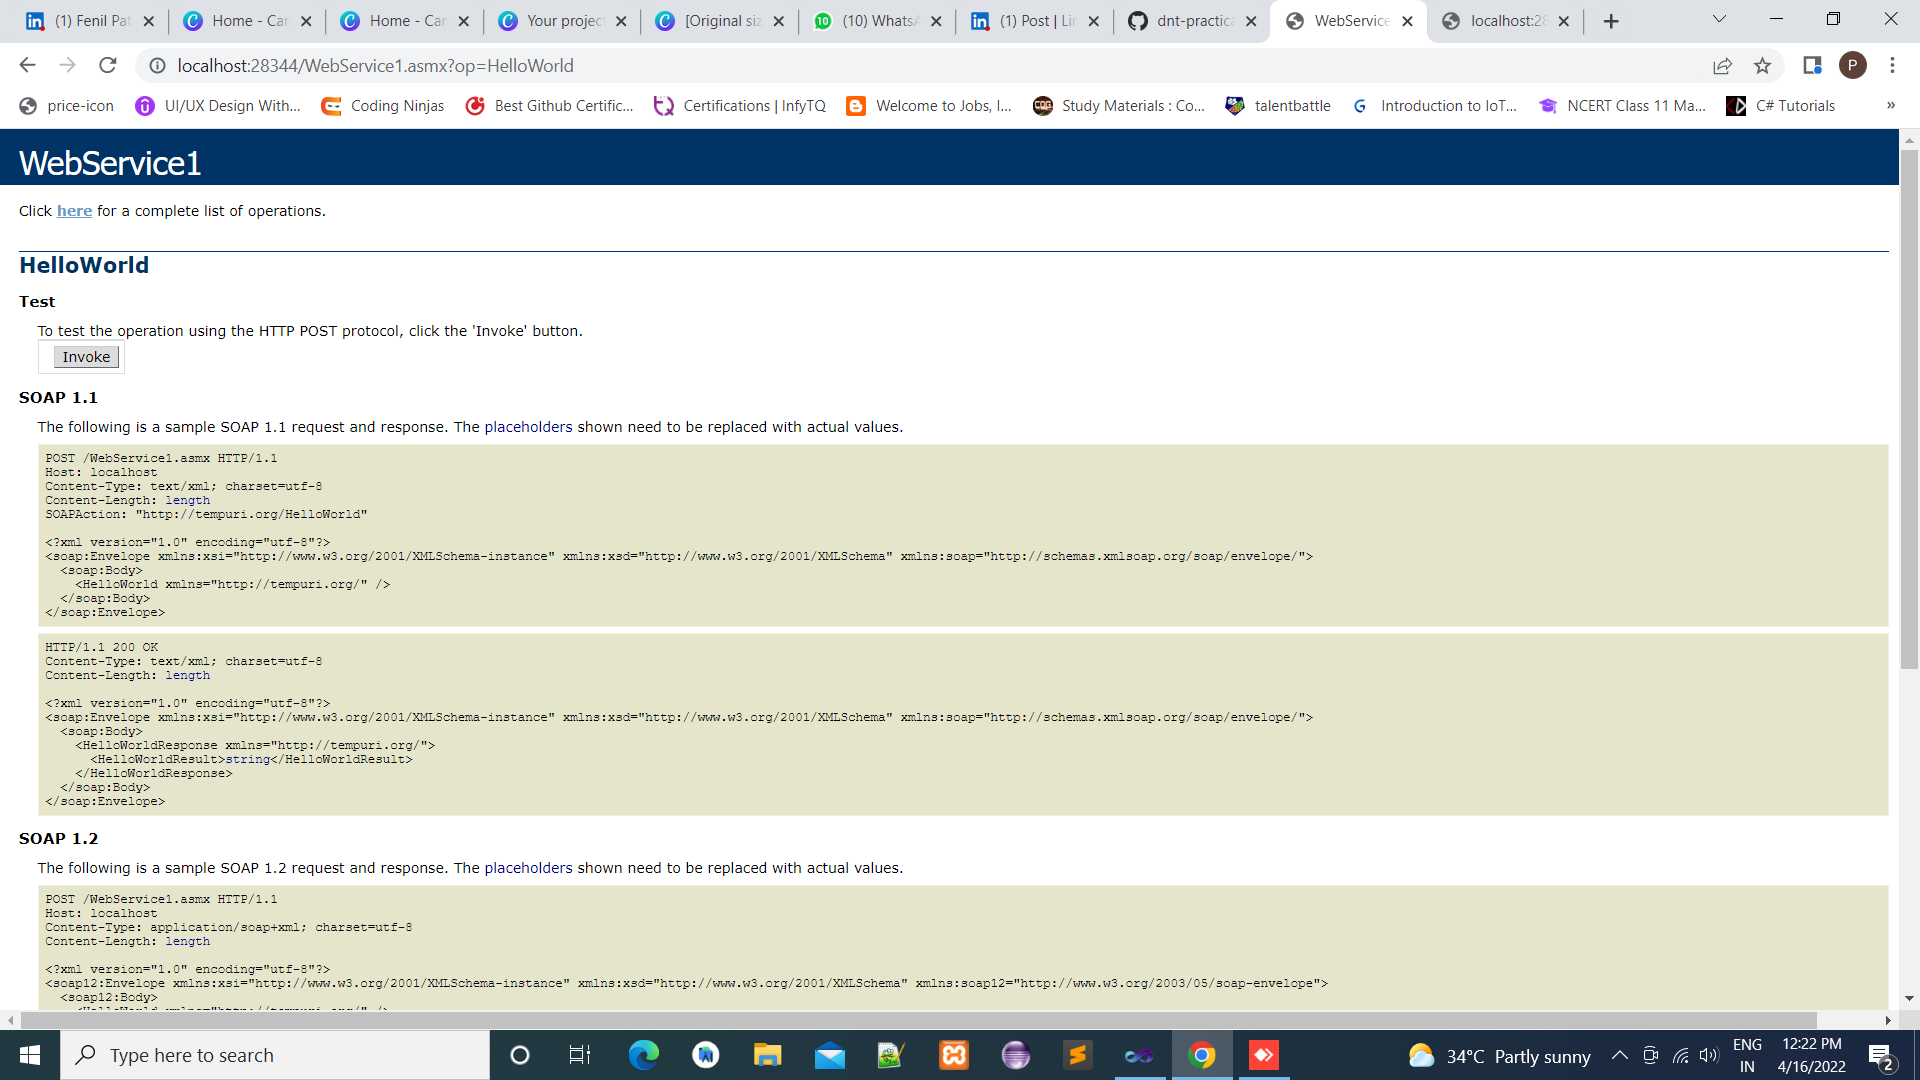 (1) Fenil Pat
Home - Can
Home - Can
Your projec
[Original siz
(10) WhatsA
(1) Post | Lin
dnt-practica
WebService
localhost:28
localhost:28344/WebService1.asmx?op=HelloWorld
P
price-icon
UI/UX Design With...
Coding Ninjas
Best Github Certific...
Certifications | InfyTQ
Welcome to Jobs, I...
Study Materials : Co...
talentbattle
Introduction to IoT...
NCERT Class 11 Ma...
C# Tutorials
»
WebService1
Click here for a complete list of operations.
HelloWorld
Test
To test the operation using the HTTP POST protocol, click the 'Invoke' button.
Invoke
SOAP 1.1
The following is a sample SOAP 1.1 request and response. The placeholders shown need to be replaced with actual values.
POST /WebService1.asmx HTTP/1.1
Host: localhost
Content-Type: text/xml; charset=utf-8
Content-Length: length
SOAPAction: "http://tempuri.org/HelloWorld"
<?xml version="1.0" encoding="utf-8"?>
<soap:Envelope xmlns:xsi="http://www.w3.org/2001/XMLSchema-instance" xmlns:xsd="http://www.w3.org/2001/XMLSchema" xmlns:soap="http://schemas.xmlsoap.org/soap/envelope/">
<soap:Body>
<HelloWorld xmlns="http://tempuri.org/" />
</soap:Body>
</soap:Envelope>
HTTP/1.1 200 OK
Content-Type: text/xml; charset=utf-8
Content-Length: length
<?xml version="1.0" encoding="utf-8"?>
<soap:Envelope xmlns:xsi="http://www.w3.org/2001/XMLSchema-instance" xmlns:xsd="http://www.w3.org/2001/XMLSchema" xmlns:soap="http://schemas.xmlsoap.org/soap/envelope/">
<soap:Body>
<HelloWorldResponse xmlns="http://tempuri.org/">
<HelloWorldResult>string</HelloWorldResult>
</HelloWorldResponse>
</soap:Body>
</soap:Envelope>
SOAP 1.2
The following is a sample SOAP 1.2 request and response. The placeholders shown need to be replaced with actual values.
POST /WebService1.asmx HTTP/1.1
Host: localhost
Content-Type: application/soap+xml; charset=utf-8
Content-Length: length
<?xml version="1.0" encoding="utf-8"?>
<soap12:Envelope xmlns:xsi="http://www.w3.org/2001/XMLSchema-instance" xmlns:xsd="http://www.w3.org/2001/XMLSchema" xmlns:soap12="http://www.w3.org/2003/05/soap-envelope">
<soap12:Body>
<HelloWorld xmlns="http://tempuri.org/" />
Type here to search
34°C Partly sunny
ENG
IN
12:22 PM
4/16/2022
2